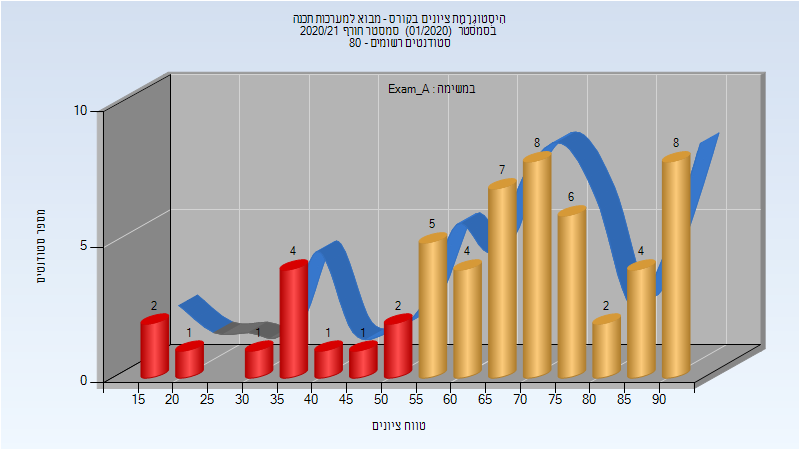 היסטוגרמת ציונים בקורס - מבוא למערכות תכנה
בסמסטר (01/2020) סמסטר חורף 2020/21
סטודנטים רשומים - 80
במשימה : Exam_A
10
5
0
מספר סטודנטים
2
1
1
4
1
1
2
5
4
7
8
6
2
4
8
15 20 25 30 35 40 45 50 55 60 65 70 75 80 85 90
טווח ציונים